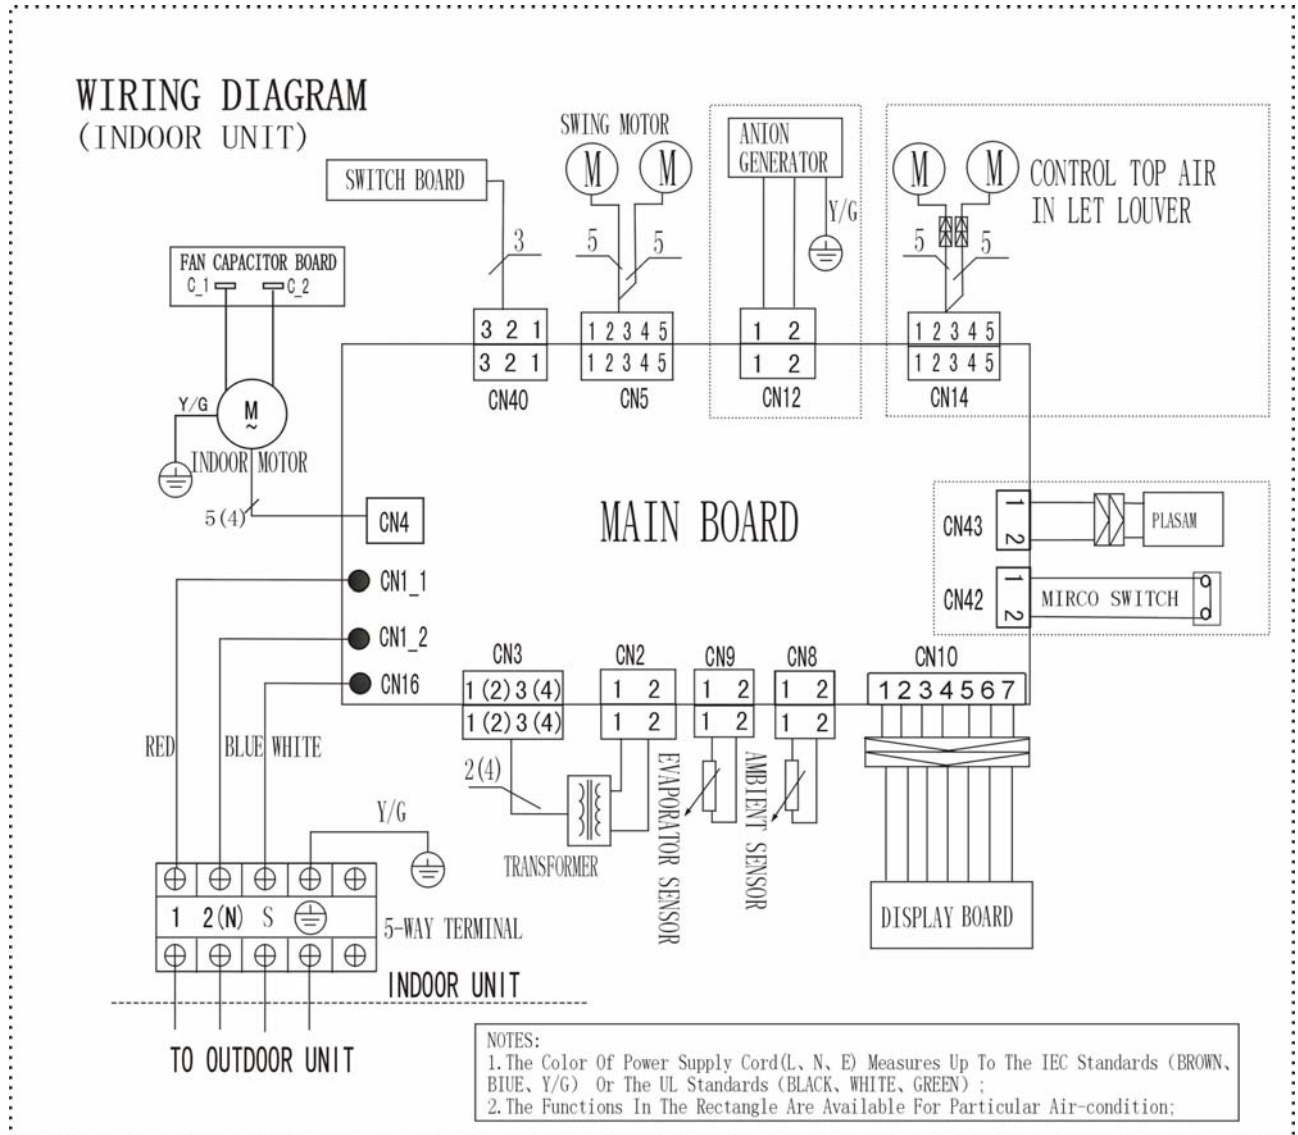 WIRING DIAGRAM
(INDOOR UNIT)
SWITCH BOARD
3
SWING MOTOR
M M
5 5
ANION
GENERATOR
Y/G
M M
CONTROL TOP AIR
IN LET LOUVER
5 5
FAN CAPACITOR BOARD
C_1 C_2
3 2 1
3 2 1
CN40
1 2 3 4 5
1 2 3 4 5
CN5
1 2
1 2
CN12
1 2 3 4 5
1 2 3 4 5
CN14
Y/G
M
~
INDOOR MOTOR
5(4)
CN4
MAIN BOARD
CN43
1
2
PLASAM
CN42
1
2
MIRCO SWITCH
CN1_1
CN1_2
CN16
CN3
1(2)3(4)
1(2)3(4)
CN2
1 2
1 2
CN9
1 2
1 2
CN8
1 2
1 2
CN10
1234567
RED
BLUE
WHITE
2(4)
TRANSFORMER
EVAPORATOR SENSOR
AMBIENT SENSOR
DISPLAY BOARD
Y/G
1 2(N) S
5-WAY TERMINAL
INDOOR UNIT
TO OUTDOOR UNIT
NOTES:
1.The Color Of Power Supply Cord(L、N、E) Measures Up To The IEC Standards (BROWN、
BIUE、Y/G) Or The UL Standards (BLACK、WHITE、GREEN) ;
2.The Functions In The Rectangle Are Available For Particular Air-condition;